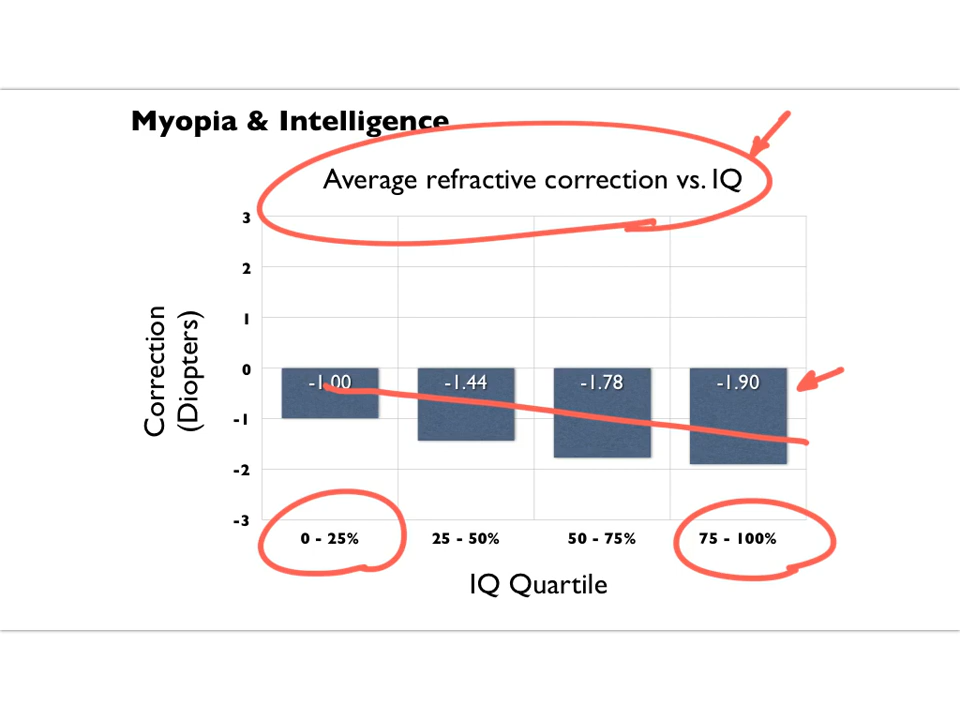 Myopia & Intelligence
Average refractive correction vs. IQ
3
2
1
0
-1
-2
-3
Correction
(Diopters)
-1.00
-1.44
-1.78
-1.90
0 - 25%
25 - 50%
50 - 75%
75 - 100%
IQ Quartile